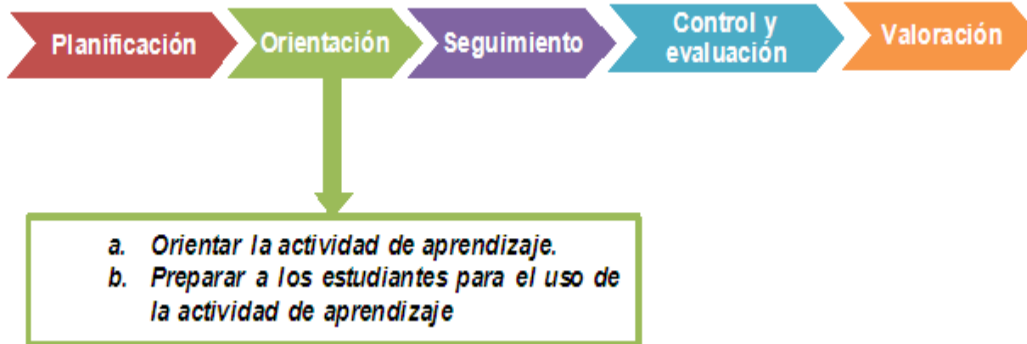 Planificación
Orientación
Seguimiento
Control y
evaluación
Valoración
a. Orientar la actividad de aprendizaje.
b. Preparar a los estudiantes para el uso de
la actividad de aprendizaje